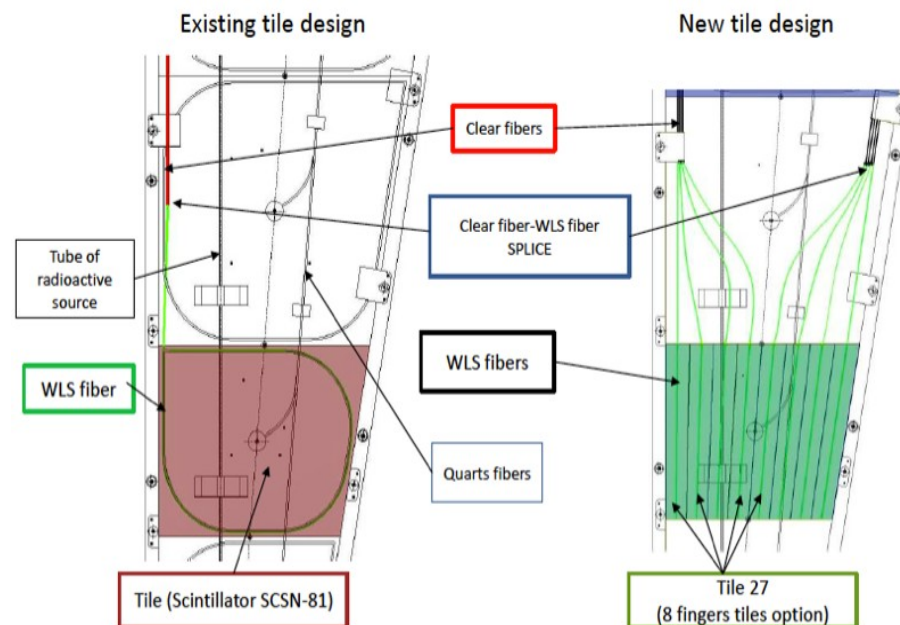 Existing tile design
New tile design
Clear fibers
Clear fiber-WLS fiber
SPLICE
Tube of
radioactive
source
WLS fibers
WLS fiber
Quarts fibers
Tile (Scintillator SCSN-81)
Tile 27
(8 fingers tiles option)